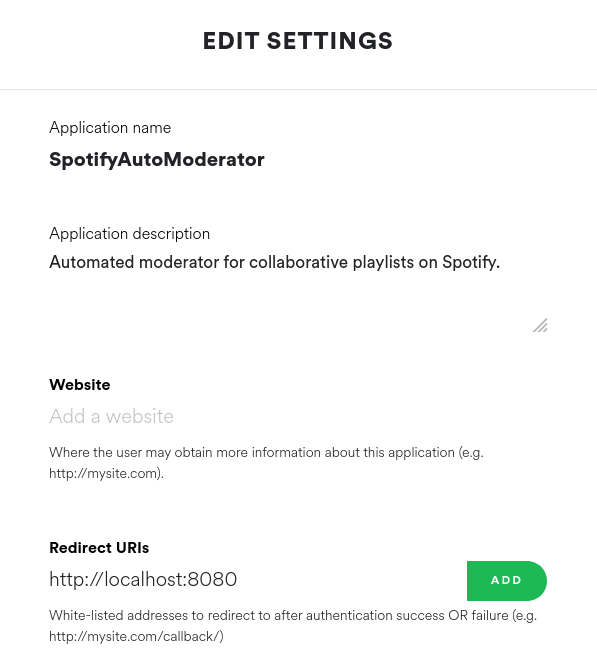 EDIT SETTINGS
Application name
SpotifyAutoModerator
Application description
Automated moderator for collaborative playlists on Spotify.
Website
Add a website
Where the user may obtain more information about this application (e.g.
http://mysite.com).
Redirect URIs
http://localhost:8080
ADD
White-listed addresses to redirect to after authentication success OR failure (e.g.
http://mysite.com/callback/)